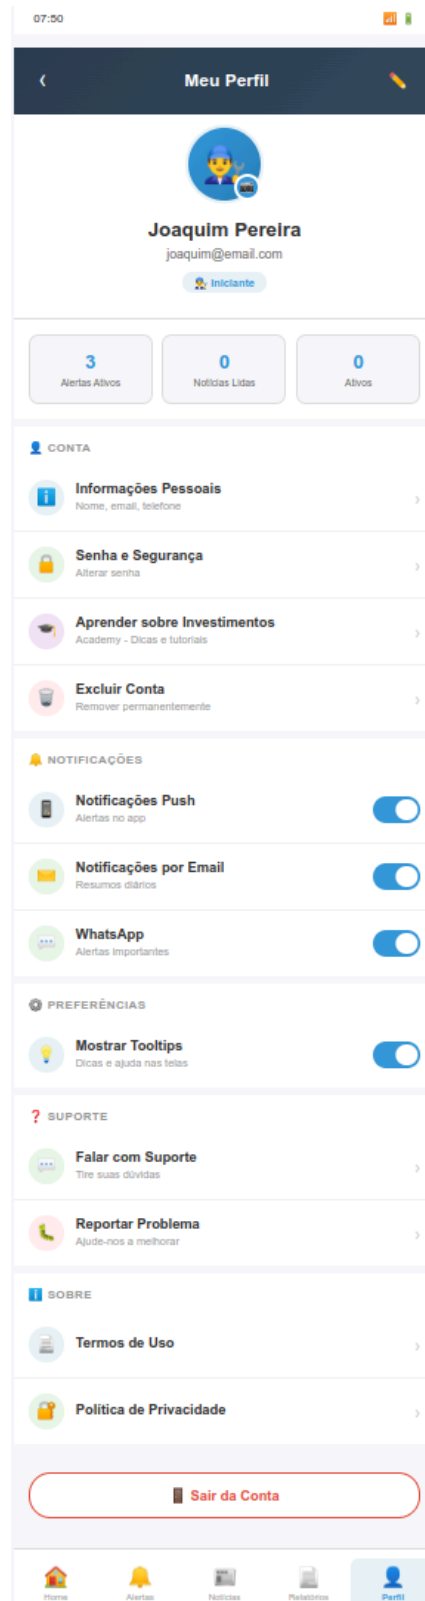 07:50
Meu Perfil
Joaquim Pereira
joaquim@email.com
Iniciante
3
Alertas Ativos
0
Notícias Lidas
0
Ativos
CONTA
Informações Pessoais
Nome, email, telefone
Senha e Segurança
Alterar senha
Aprender sobre Investimentos
Academy - Dicas e tutoriais
Excluir Conta
Remover permanentemente
NOTIFICAÇÕES
Notificações Push
Alertas no app
Notificações por Email
Resumos diários
WhatsApp
Alertas importantes
PREFERÊNCIAS
Mostrar Tooltips
Dicas e ajuda nas telas
SUPORTE
Falar com Suporte
Tire suas dúvidas
Reportar Problema
Ajude-nos a melhorar
SOBRE
Termos de Uso
Política de Privacidade
Sair da Conta
Home
Alertas
Notícias
Relatórios
Perfil